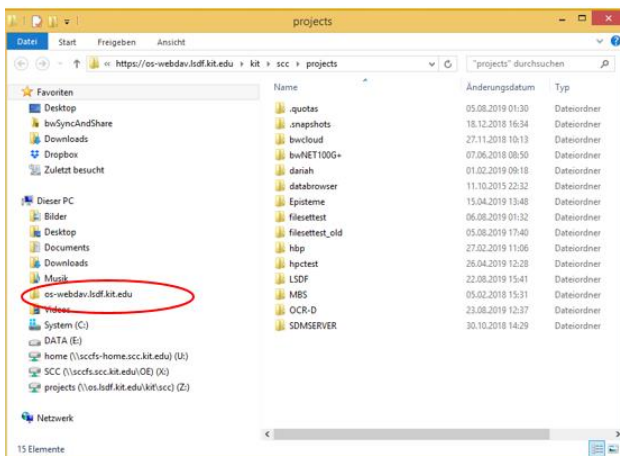 projects
Datei Start Freigeben Ansicht
« https://os-webdav.lsdf.kit.edu › kit › scc › projects
"projects" durchsuchen
Favoriten
Desktop
bwSyncAndShare
Downloads
Dropbox
Zuletzt besucht
Dieser PC
Bilder
Desktop
Documents
Downloads
Musik
os-webdav.lsdf.kit.edu
Videos
System (C:)
DATA (E:)
home (\\sccfs-home.scc.kit.edu) (U:)
SCC (\\sccfs.scc.kit.edu\OE) (X:)
projects (\\os.lsdf.kit.edu\kit\scc) (Z:)
Netzwerk
Name Änderungsdatum Typ
.quotas 05.08.2019 01:30 Dateiordner
.snapshots 18.12.2018 16:34 Dateiordner
bwcloud 27.11.2018 10:13 Dateiordner
bwNET100G+ 07.06.2018 08:50 Dateiordner
dariah 01.02.2019 09:18 Dateiordner
databrowser 11.10.2015 22:32 Dateiordner
Episteme 15.04.2019 13:48 Dateiordner
filesettest 06.08.2019 01:32 Dateiordner
filesettest_old 05.08.2019 17:40 Dateiordner
hbp 27.02.2019 11:06 Dateiordner
hpctest 26.04.2019 12:28 Dateiordner
LSDF 22.08.2019 15:41 Dateiordner
MBS 05.02.2018 15:31 Dateiordner
OCR-D 23.08.2019 12:37 Dateiordner
SDMSERVER 30.10.2018 14:29 Dateiordner
15 Elemente